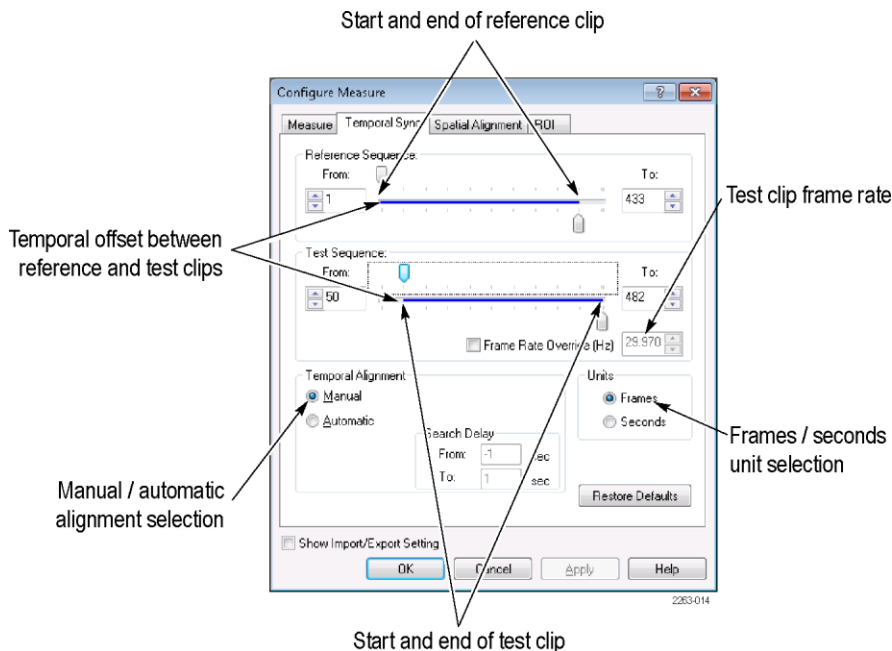 Start and end of reference clip
Configure Measure
Measure
Temporal Sync
Spatial Alignment
ROI
Reference Sequence:
From:
To:
1
433
Test clip frame rate
Temporal offset between
reference and test clips
Test Sequence:
From:
To:
50
482
Frame Rate Override (Hz)
29.970
Temporal Alignment
Manual
Automatic
Search Delay
From:
-1
sec
To:
1
sec
Units
Frames
Seconds
Frames / seconds
unit selection
Manual / automatic
alignment selection
Restore Defaults
Show Import/Export Setting
OK
Cancel
Apply
Help
2263-014
Start and end of test clip